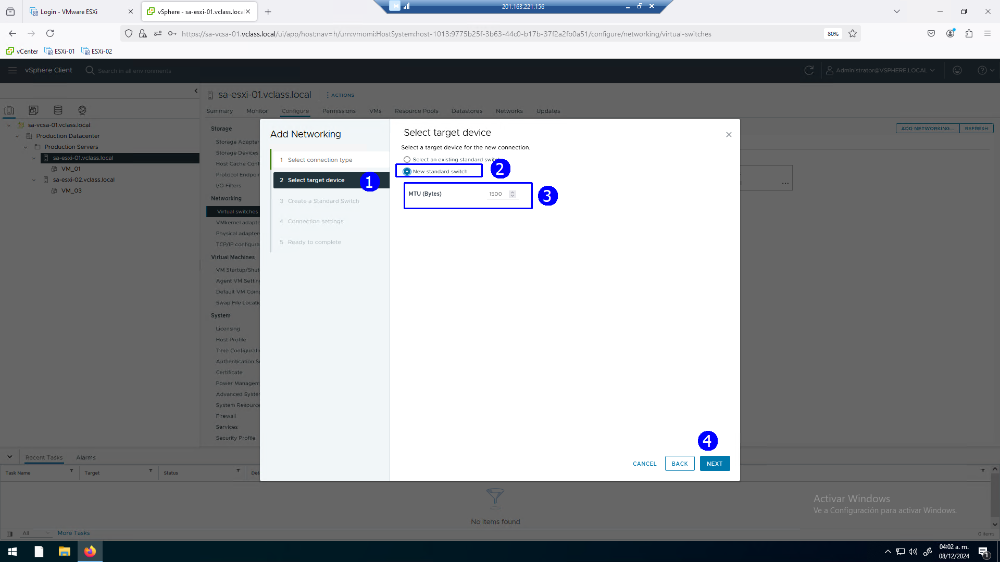 Login - VMware ESXi
vSphere - sa-esxi-01.vclass.loca
201.163.221.156
https://sa-vcsa-01.vclass.local/ui/app/host;nav=h/urn:vmomi:HostSystem:host-1013:9775b25f-3b63-44c0-b17b-37f2a2fb0a51/configure/networking/virtual-switches
80%
vCenter
ESXi-01
ESXi-02
vSphere Client
Search in all environments
Administrator@VSPHERE.LOCAL
sa-esxi-01.vclass.local
ACTIONS
Summary
Monitor
Configure
Permissions
VMs
Resource Pools
Datastores
Networks
Updates
sa-vcsa-01.vclass.local
Production Datacenter
Production Servers
sa-esxi-01.vclass.local
VM_01
sa-esxi-02.vclass.local
VM_03
Storage
Storage Adapter
Storage Devices
Host Cache Conf
Protocol Endpoin
I/O Filters
Networking
Virtual switches
VMkernel adapte
Physical adapter
TCP/IP configura
Virtual Machines
VM Startup/Shut
Agent VM Settin
Default VM Comp
Swap File Locatio
System
Licensing
Host Profile
Time Configurati
Authentication S
Certificate
Power Managem
Advanced System
System Resource
Firewall
Services
Security Profile
ADD NETWORKING...
REFRESH
...
Add Networking
1 Select connection type
2 Select target device
1
3 Create a Standard Switch
4 Connection settings
5 Ready to complete
Select target device
Select a target device for the new connection.
Select an existing standard switch
New standard switch
2
MTU (Bytes)
1500
3
4
CANCEL
BACK
NEXT
Recent Tasks
Alarms
Task Name
Target
Status
Det
No items found
Activar Windows
Ve a Configuración para activar Windows.
All
More Tasks
0 items
04:02 a. m.
08/12/2024
1